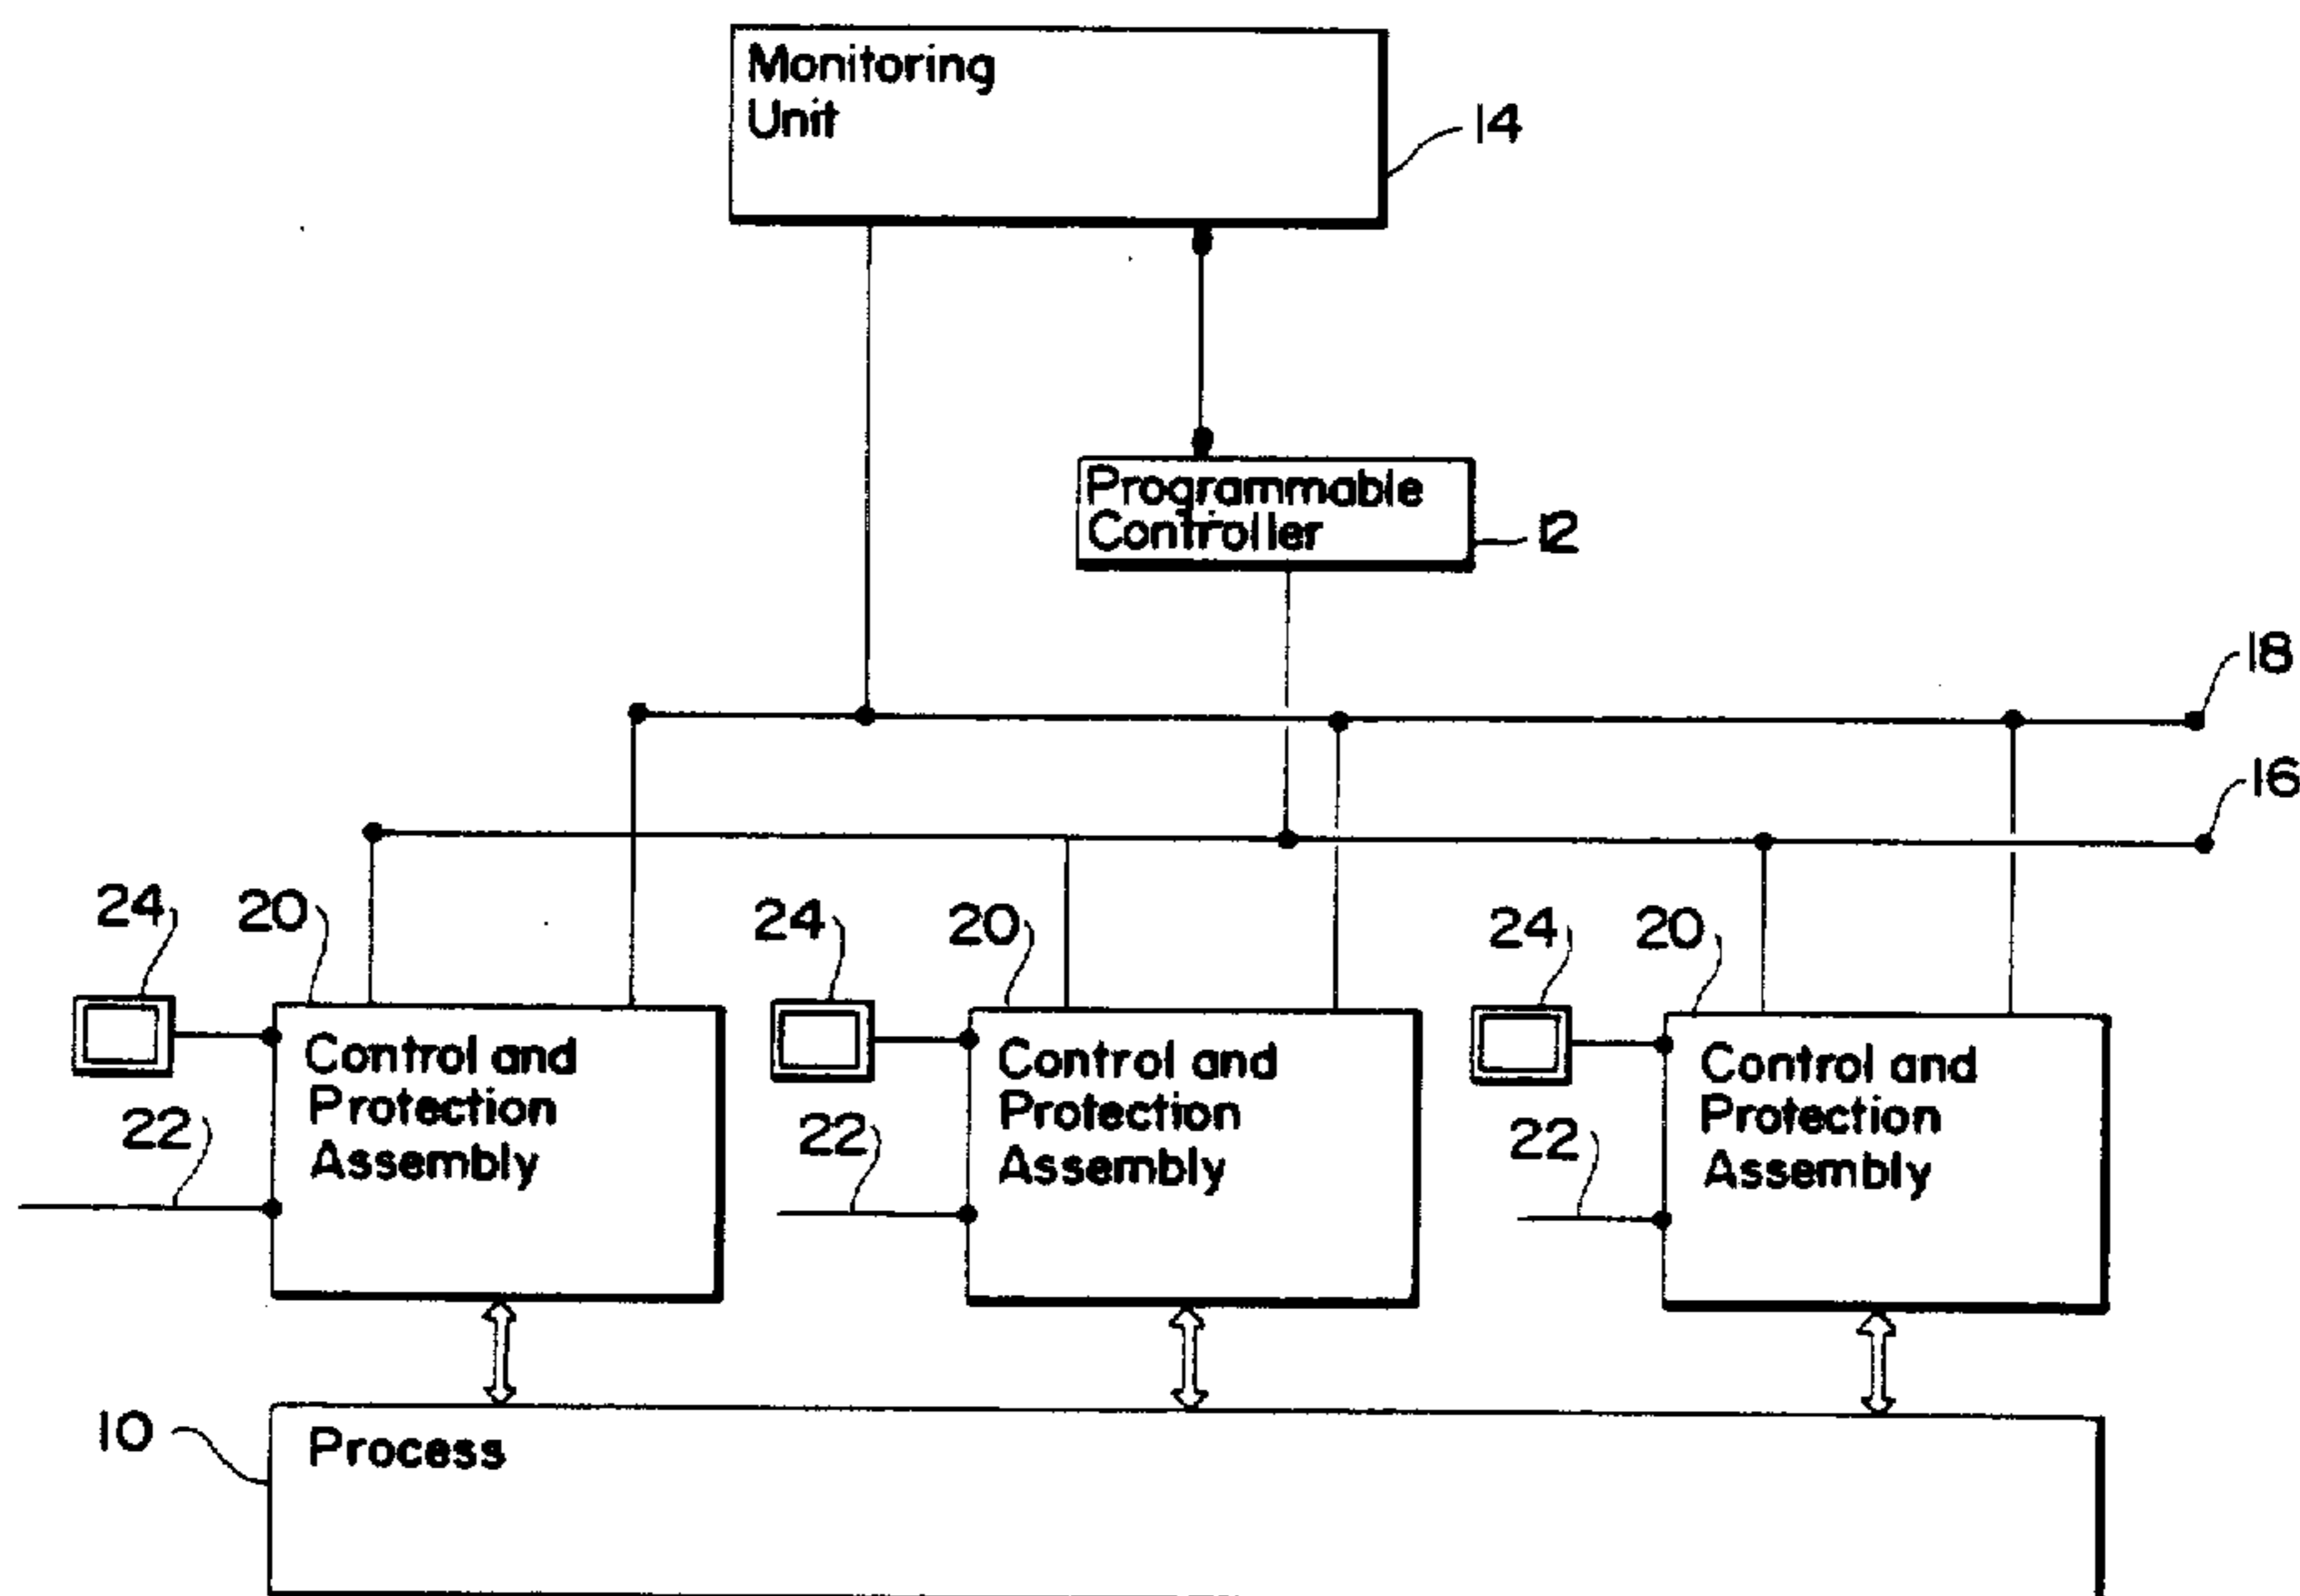 Monitoring
Unit
14
Programmable
Controller
12
18
16
24
20
24
20
24
20
Control and
Protection
Assembly
Control and
Protection
Assembly
Control and
Protection
Assembly
22
22
22
10
Process